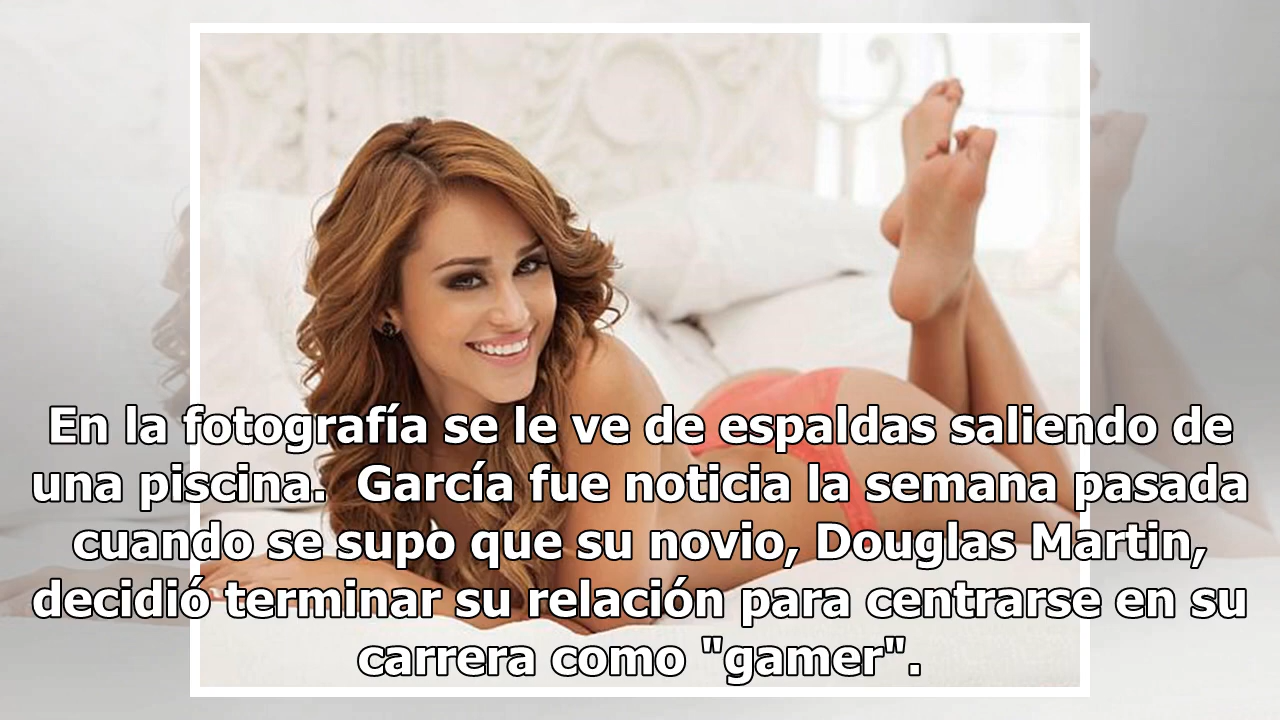 En la fotografía se le ve de espaldas saliendo de
una piscina.  García fue noticia la semana pasada
cuando se supo que su novio, Douglas Martin,
decidió terminar su relación para centrarse en su
carrera como "gamer".